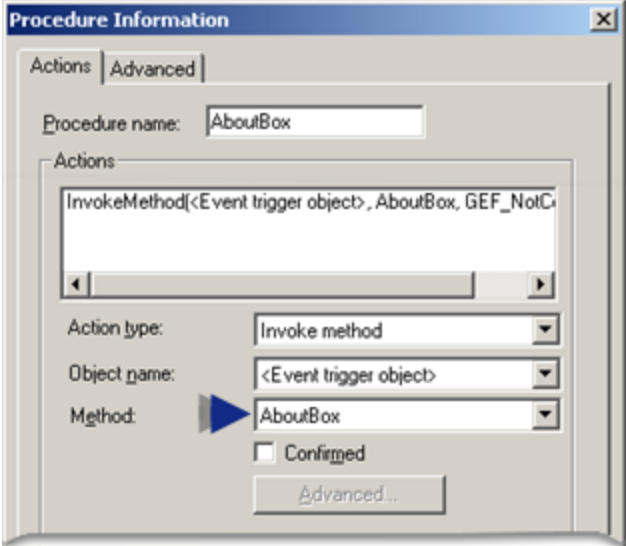 Procedure Information
Actions Advanced
Procedure name: AboutBox
Actions
InvokeMethod(<Event trigger object>, AboutBox, GEF_NotC
Action type: Invoke method
Object name: <Event trigger object>
Method: AboutBox
Confirmed
Advanced...